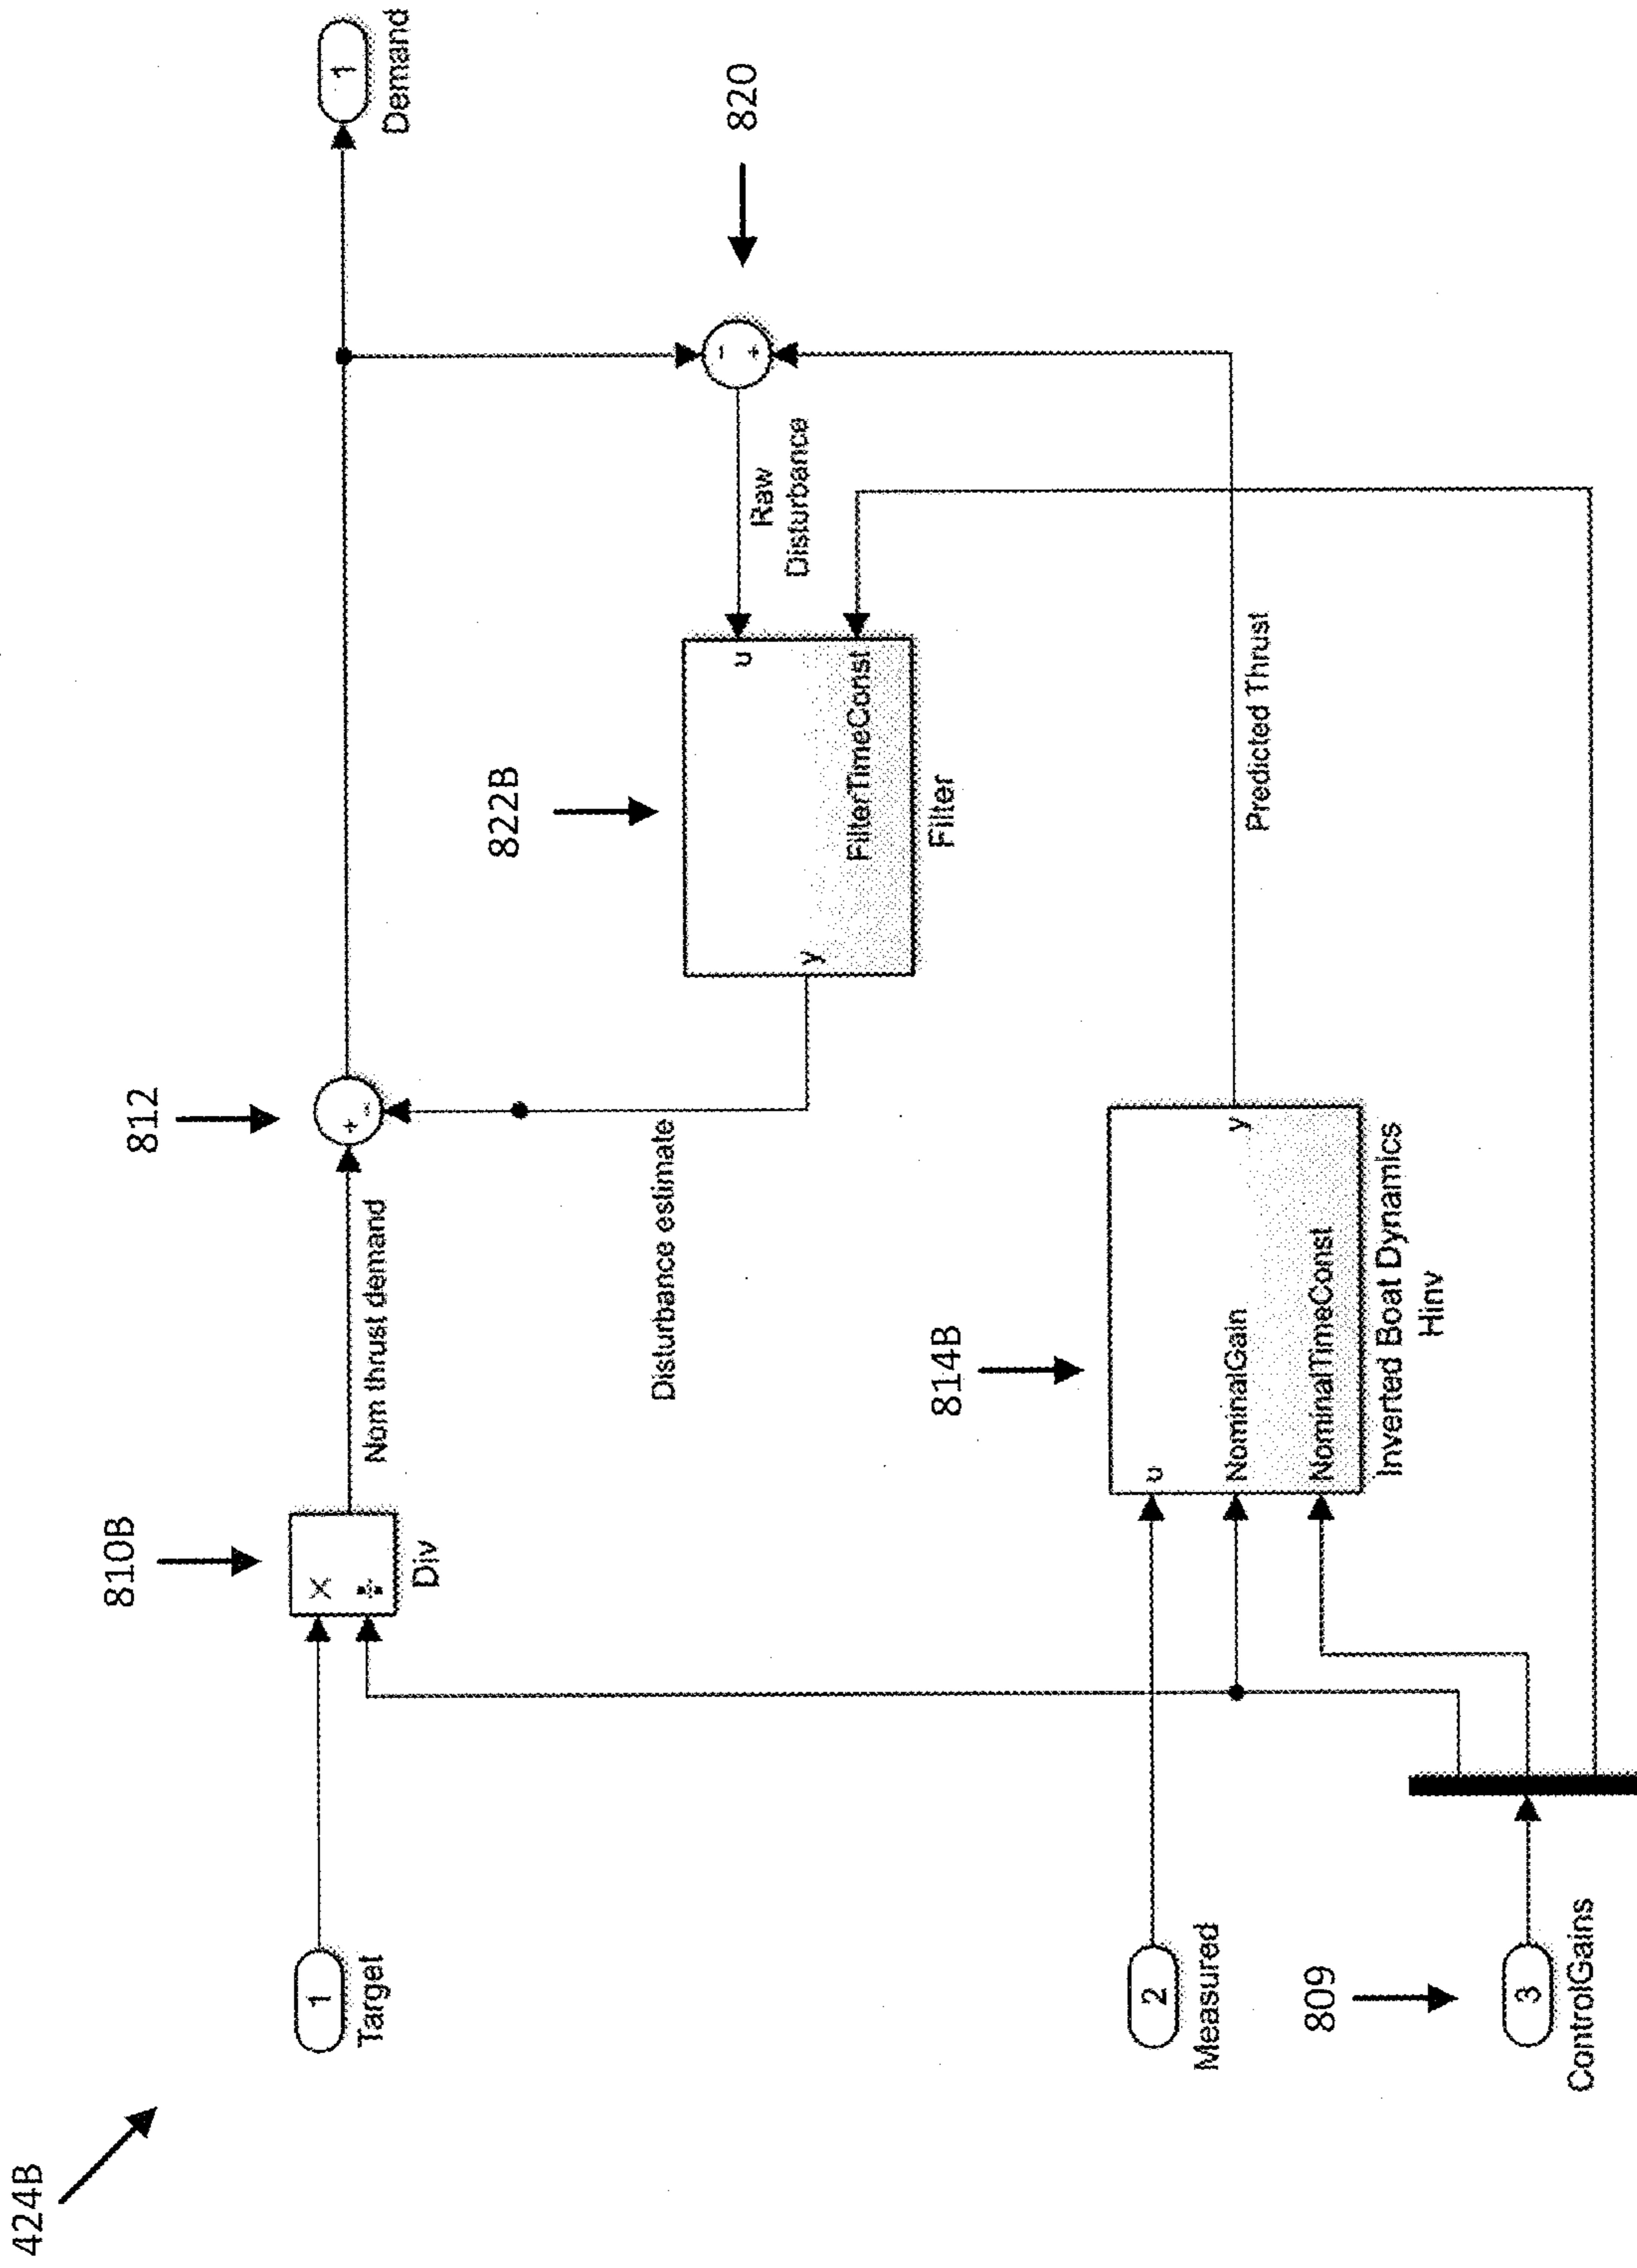 424B
1
Target
810B
X
÷
Div
Nom thrust demand
812
+
-
1
Demand
Disturbance estimate
822B
y
u
FilterTimeConst
Filter
Raw
Disturbance
-
+
820
2
Measured
814B
u
NominalGain
NominalTimeConst
y
Inverted Boat Dynamics
Hinv
Predicted Thrust
809
3
ControlGains